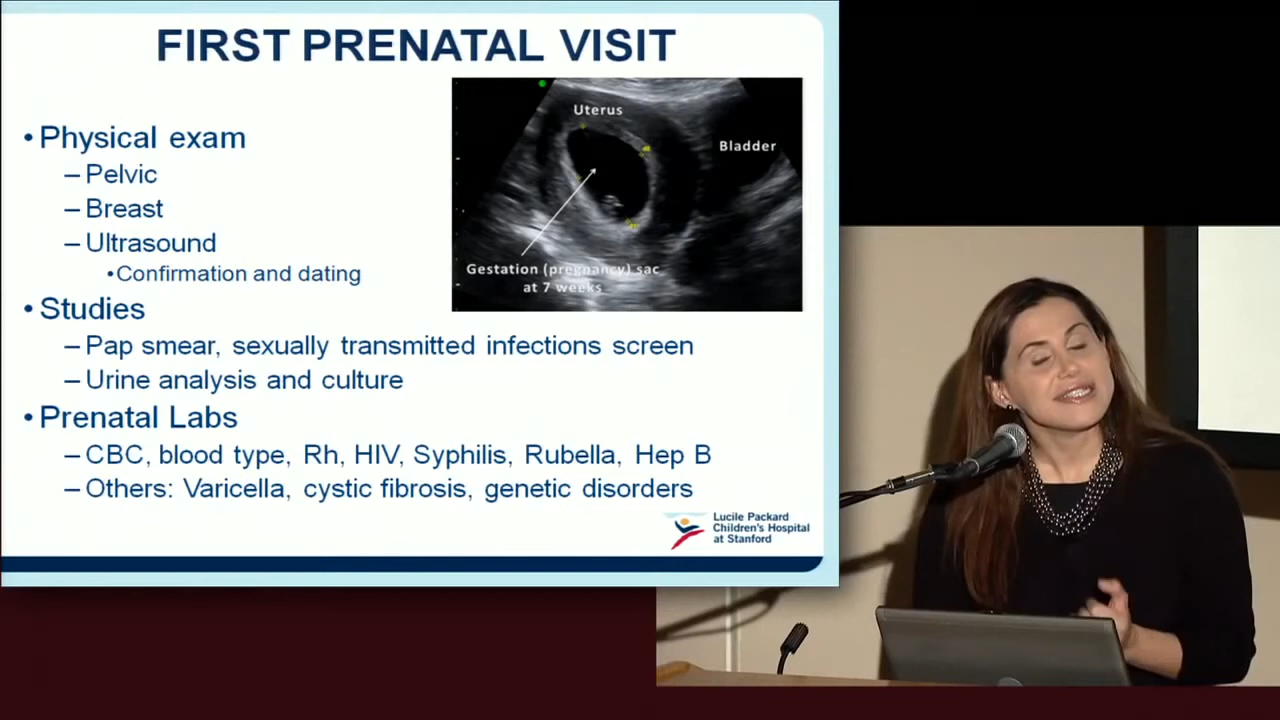 FIRST PRENATAL VISIT
• Physical exam
– Pelvic
– Breast
– Ultrasound
• Confirmation and dating
Uterus
Bladder
Gestation (pregnancy) sac
at 7 weeks
• Studies
– Pap smear, sexually transmitted infections screen
– Urine analysis and culture
• Prenatal Labs
– CBC, blood type, Rh, HIV, Syphilis, Rubella, Hep B
– Others: Varicella, cystic fibrosis, genetic disorders
Lucile Packard
Children's Hospital
at Stanford